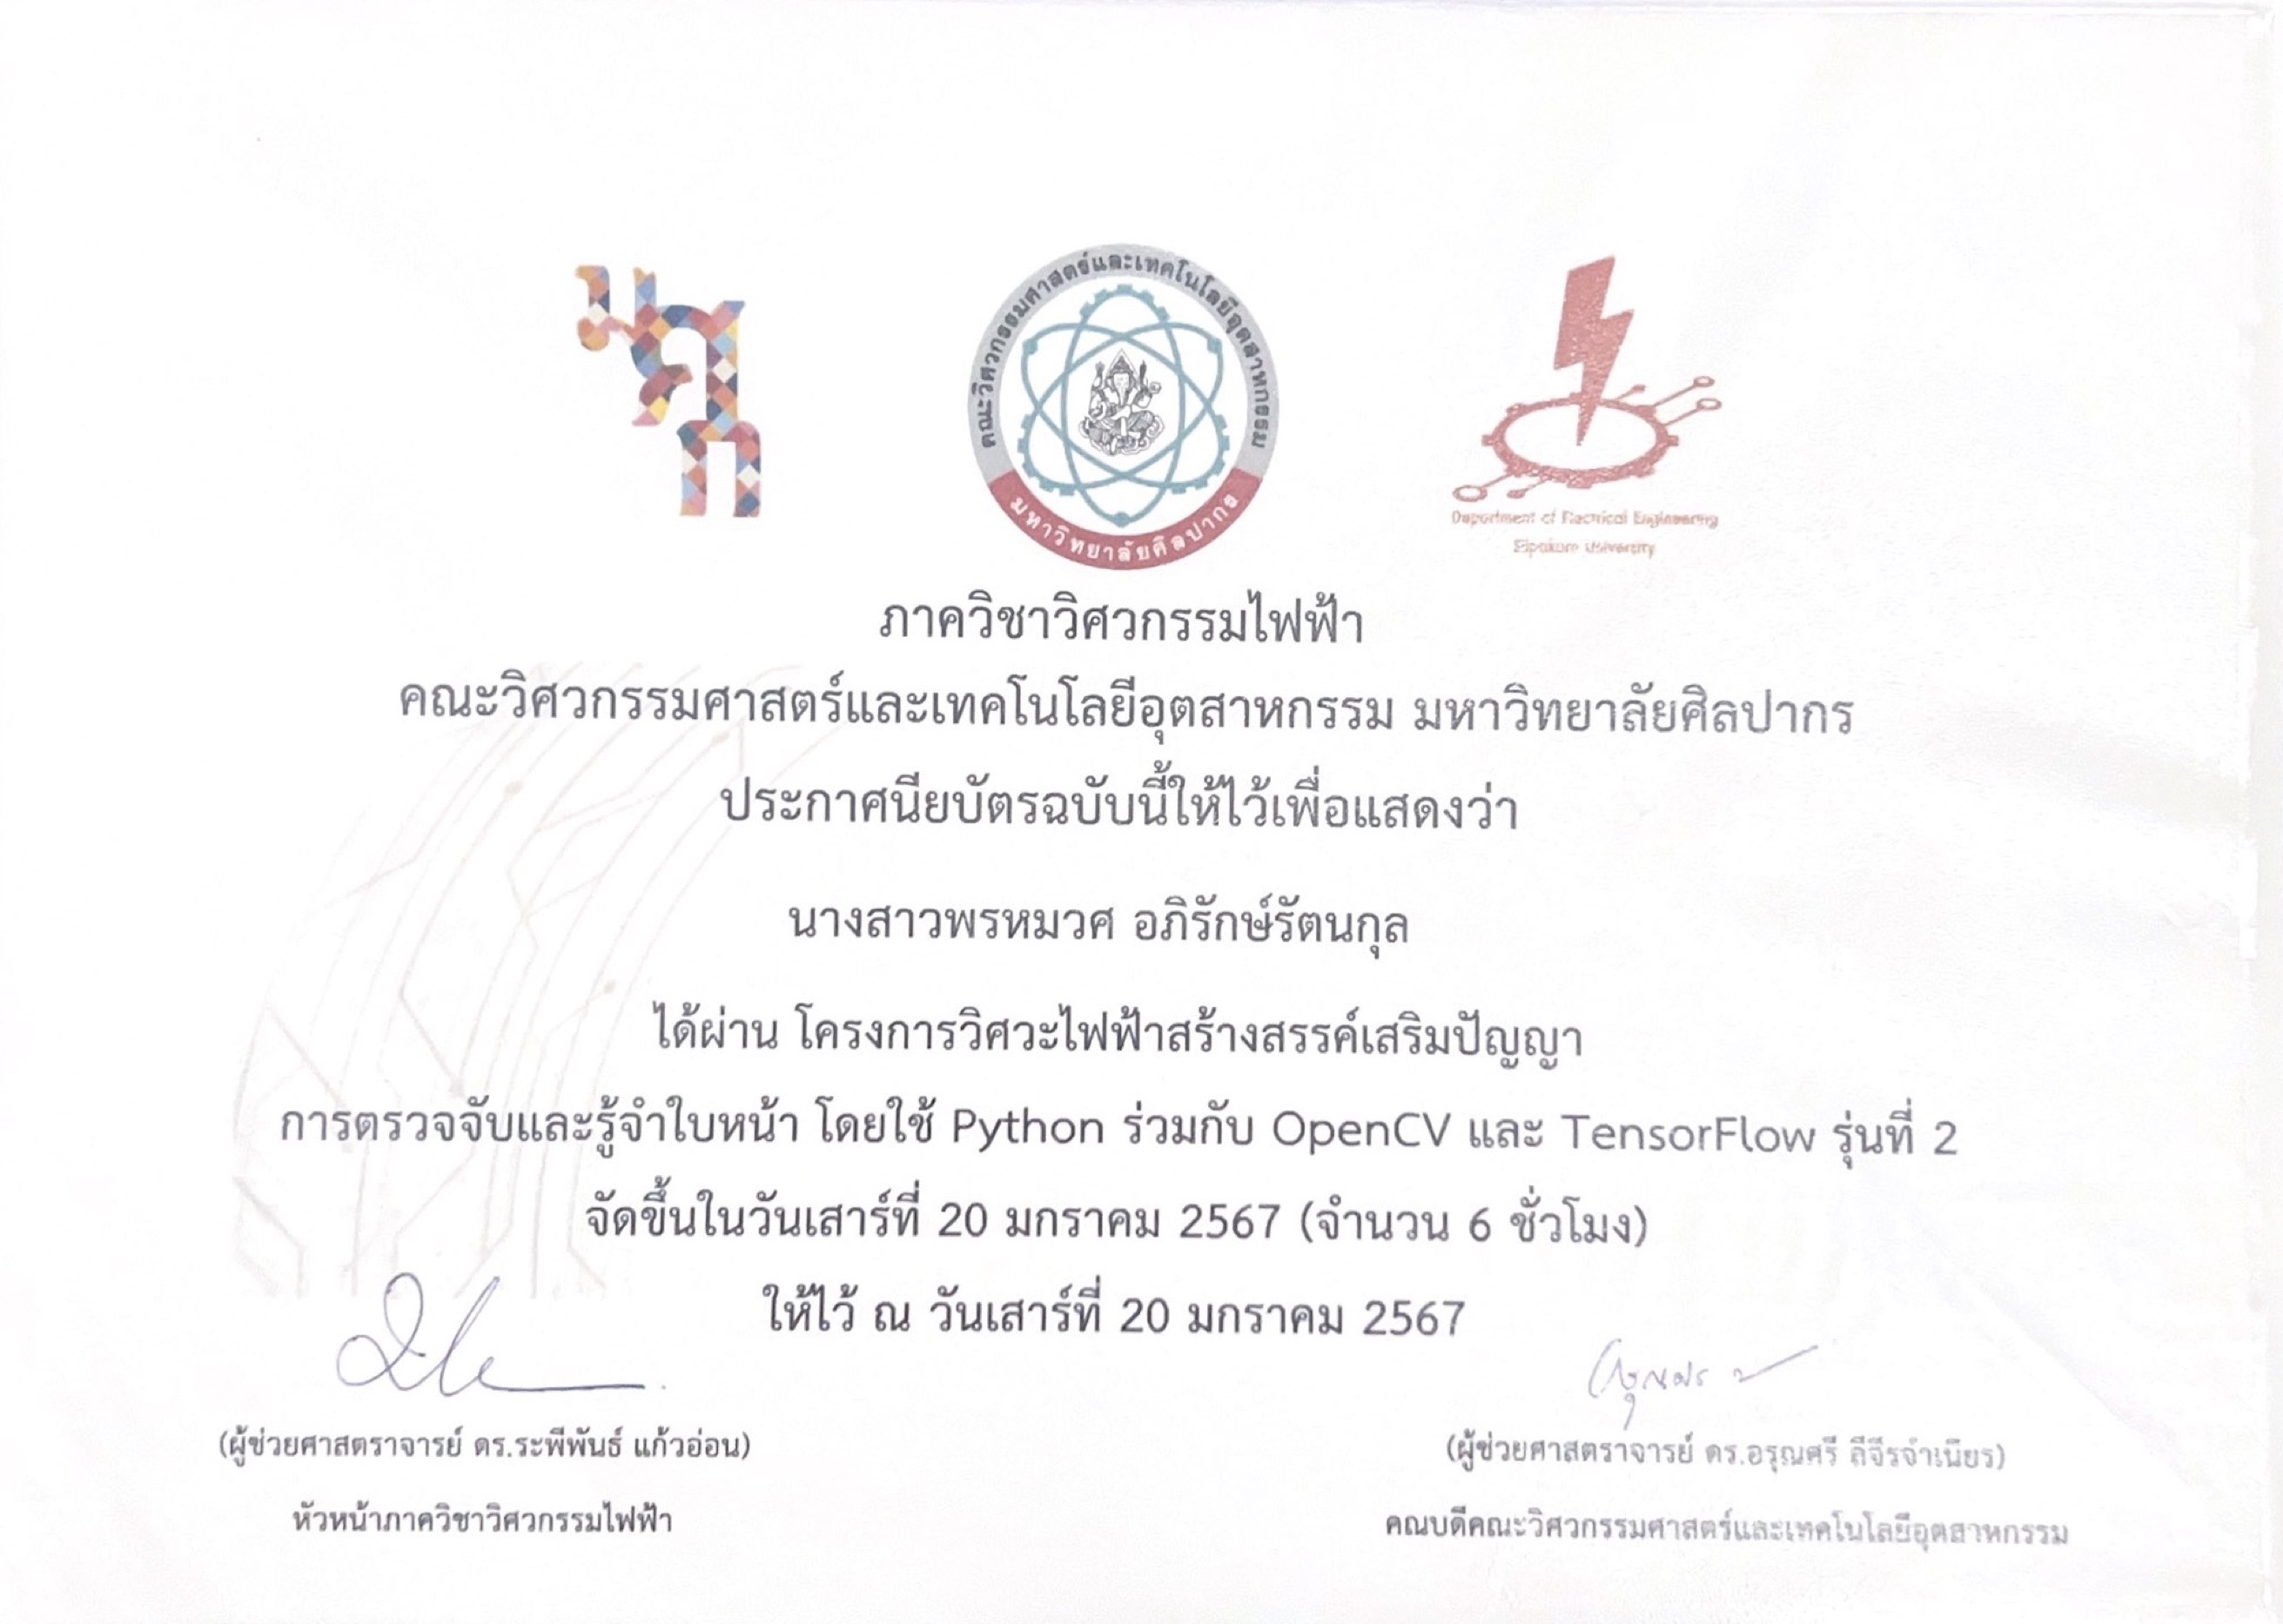 มศก
คณะวิศวกรรมศาสตร์และเทคโนโลยีอุตสาหกรรม
มหาวิทยาลัยศิลปากร
Department of Electrical Engineering
Silpakorn University
ภาควิชาวิศวกรรมไฟฟ้า
คณะวิศวกรรมศาสตร์และเทคโนโลยีอุตสาหกรรม มหาวิทยาลัยศิลปากร
ประกาศนียบัตรฉบับนี้ให้ไว้เพื่อแสดงว่า
นางสาวพรหมวศ อภิรักษ์รัตนกุล
ได้ผ่าน โครงการวิศวะไฟฟ้าสร้างสรรค์เสริมปัญญา
การตรวจจับและรู้จำใบหน้า โดยใช้ Python ร่วมกับ OpenCV และ TensorFlow รุ่นที่ 2
จัดขึ้นในวันเสาร์ที่ 20 มกราคม 2567 (จำนวน 6 ชั่วโมง)
ให้ไว้ ณ วันเสาร์ที่ 20 มกราคม 2567
(ผู้ช่วยศาสตราจารย์ ดร.ระพีพันธ์ แก้วอ่อน)
หัวหน้าภาควิชาวิศวกรรมไฟฟ้า
(ผู้ช่วยศาสตราจารย์ ดร.อรุณศรี ลีจีรจำเนียร)
คณบดีคณะวิศวกรรมศาสตร์และเทคโนโลยีอุตสาหกรรม